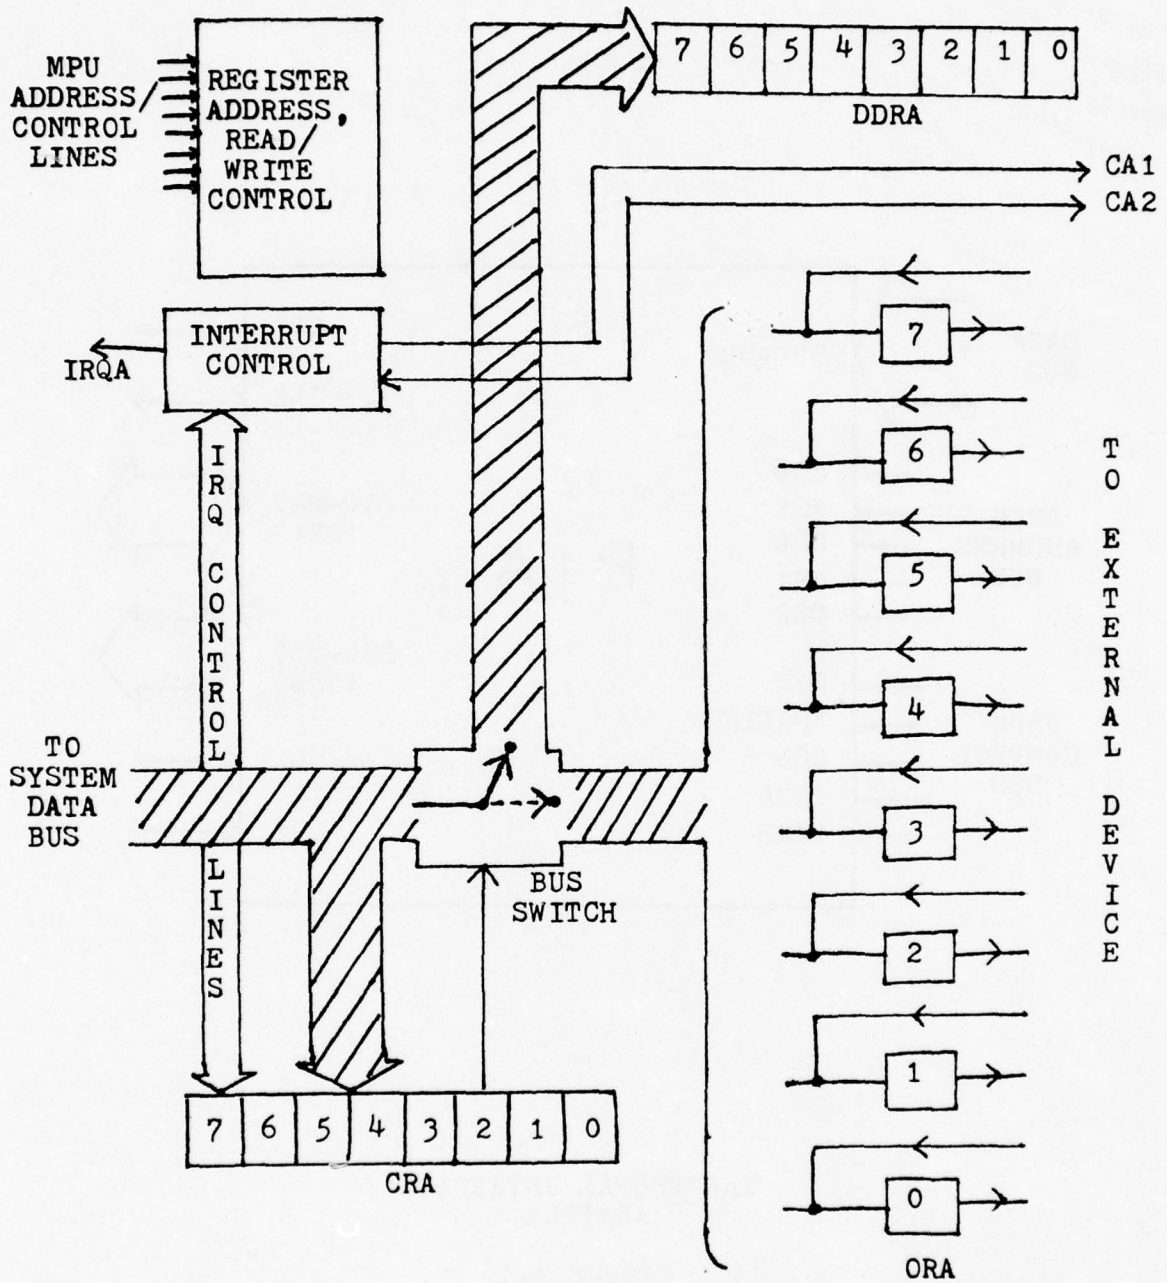 7 6 5 4 3 2 1 0
DDRA
MPU
ADDRESS/
CONTROL
LINES
REGISTER
ADDRESS,
READ/
WRITE
CONTROL
CA1
CA2
INTERRUPT
CONTROL
IRQA
IRQ CONTROL LINES
TO
SYSTEM
DATA
BUS
BUS
SWITCH
7 6 5 4 3 2 1 0
CRA
7
6
5
4
3
2
1
0
ORA
TO EXTERNAL DEVICE